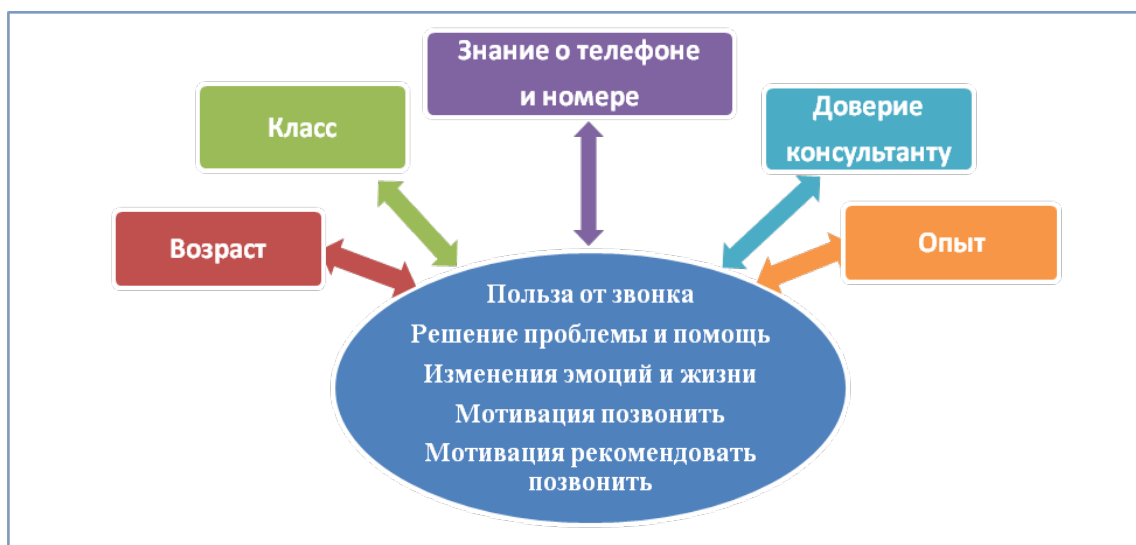 Знание о телефоне
и номере
Класс
Доверие
консультанту
Возраст
Опыт
Польза от звонка
Решение проблемы и помощь
Изменения эмоций и жизни
Мотивация позвонить
Мотивация рекомендовать
позвонить